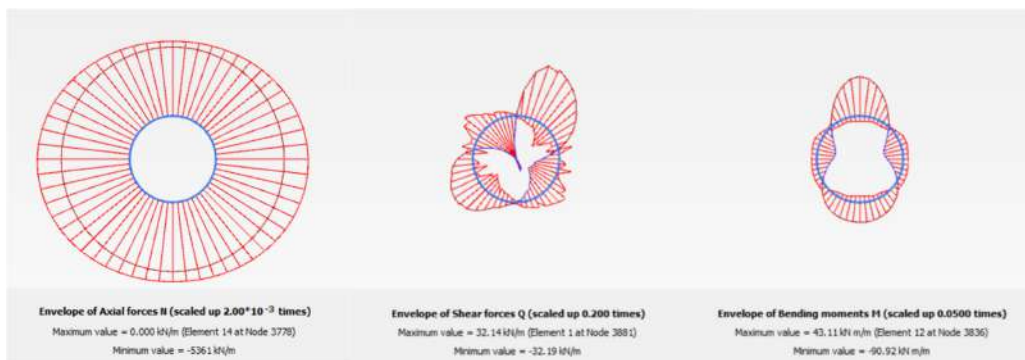 Envelope of Axial forces N (scaled up 2.00*10 -3 times)
Maximum value = 0.000 kN/m (Element 14 at Node 3778)
Minimum value = -5361 kN/m
Envelope of Shear forces Q (scaled up 0.200 times)
Maximum value = 32.14 kN/m (Element 1 at Node 3881)
Minimum value = -32.19 kN/m
Envelope of Bending moments M (scaled up 0.0500 times)
Maximum value = 43.11 kN m/m (Element 12 at Node 3836)
Minimum value = -90.92 kN m/m